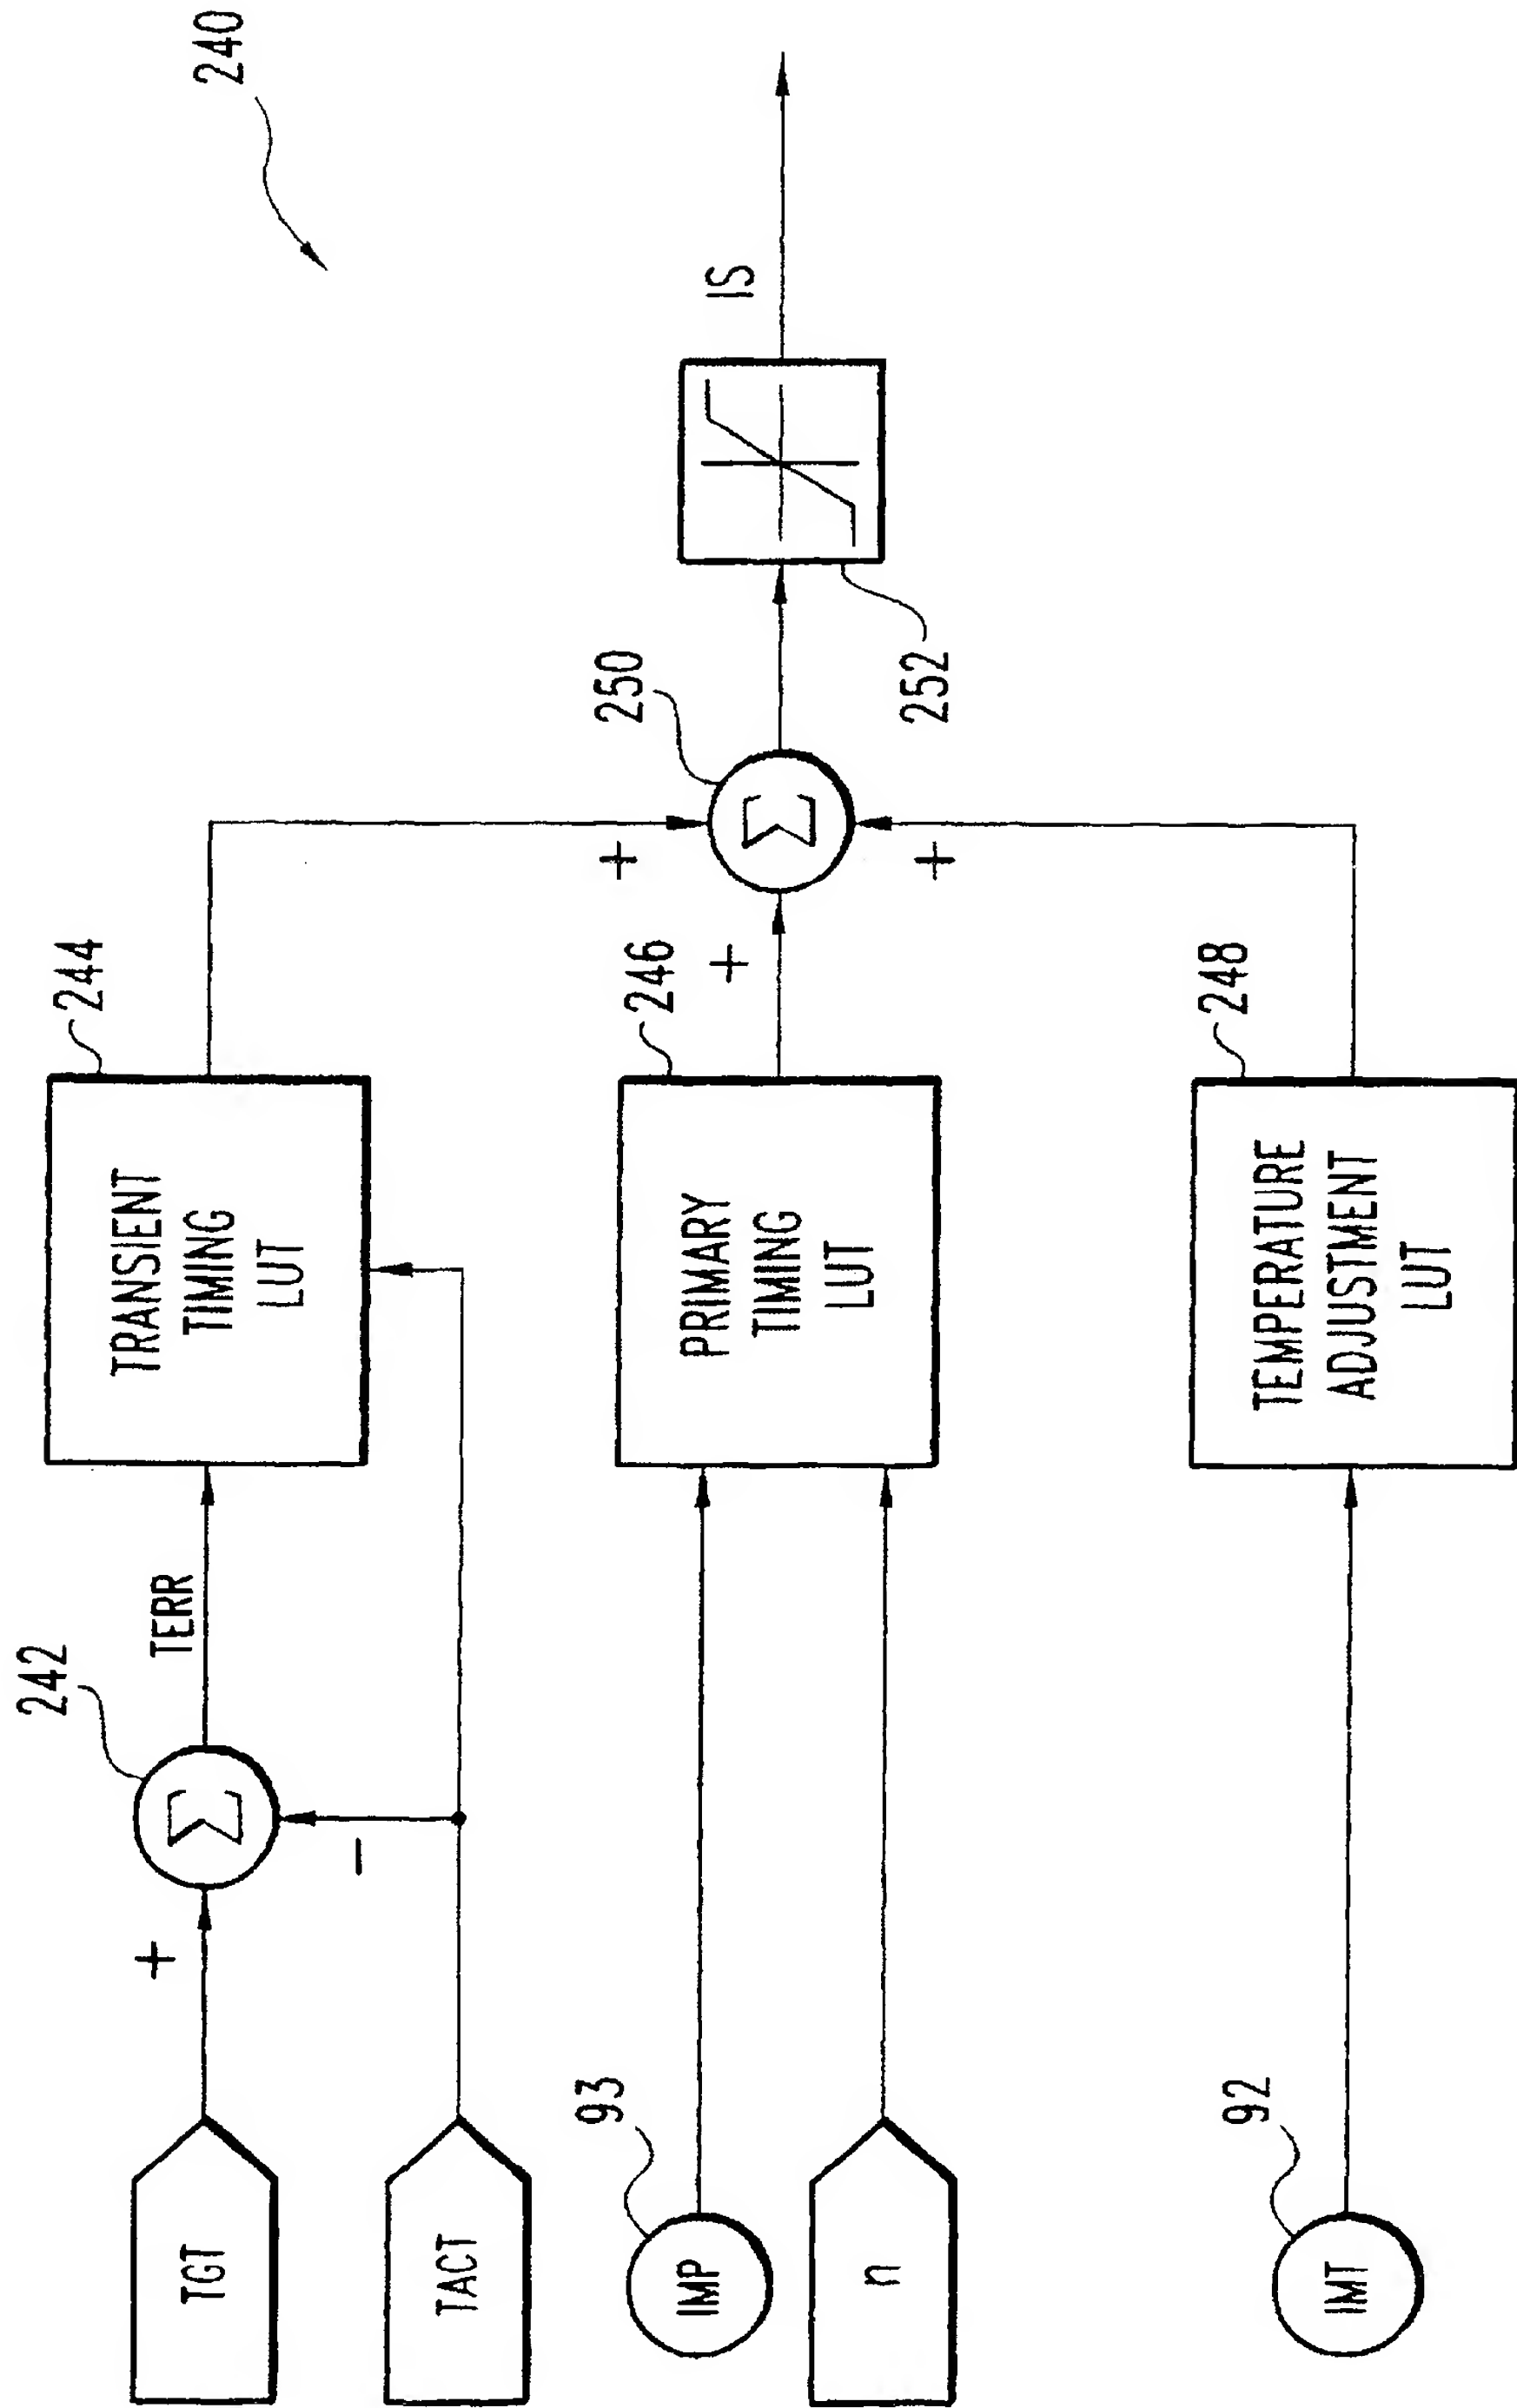 240
TGT
+
242
Σ
−
TERR
TRANSIENT
TIMING
LUT
244
TACT
93
IMP
n
PRIMARY
TIMING
LUT
246
92
IMT
TEMPERATURE
ADJUSTMENT
LUT
248
+
+
+
250
Σ
252
IS